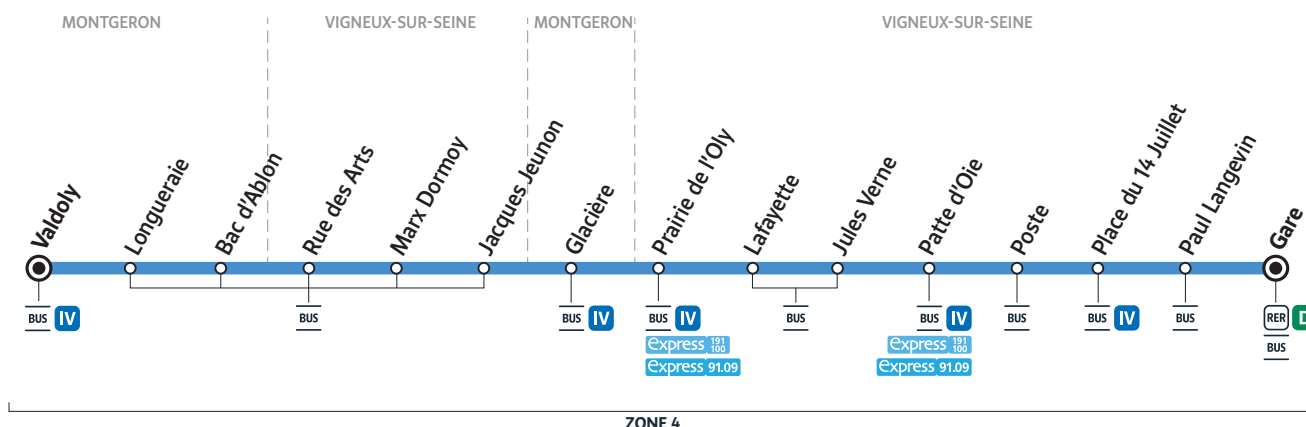 MONTGERON
VIGNEUX-SUR-SEINE
MONTGERON
VIGNEUX-SUR-SEINE
Valdoly
Longueraie
Bac d'Ablon
Rue des Arts
Marx Dormoy
Jacques Jeunon
Glacière
Prairie de l'Oly
Lafayette
Jules Verne
Patte d'Oie
Poste
Place du 14 Juillet
Paul Langevin
Gare
BUS IV
BUS
BUS IV
BUS IV
express 191 100
express 91.09
BUS
BUS IV
express 191 100
express 91.09
BUS
BUS IV
BUS
RER D
BUS
ZONE 4